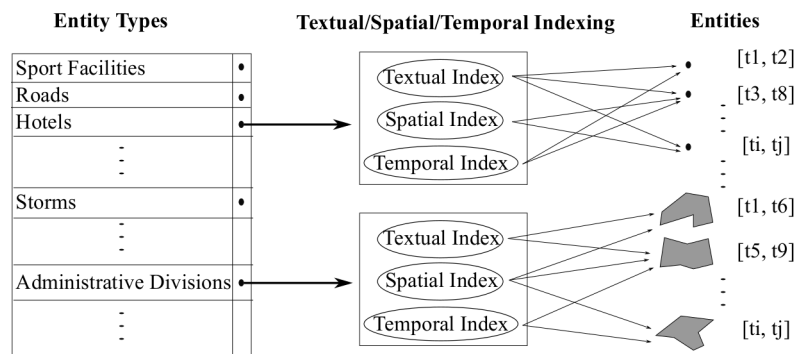 Entity Types
Textual/Spatial/Temporal Indexing
Entities
Sport Facilities
Roads
Hotels
Storms
Administrative Divisions
Textual Index
Spatial Index
Temporal Index
Textual Index
Spatial Index
Temporal Index
[t1, t2]
[t3, t8]
[ti, tj]
[t1, t6]
[t5, t9]
[ti, tj]